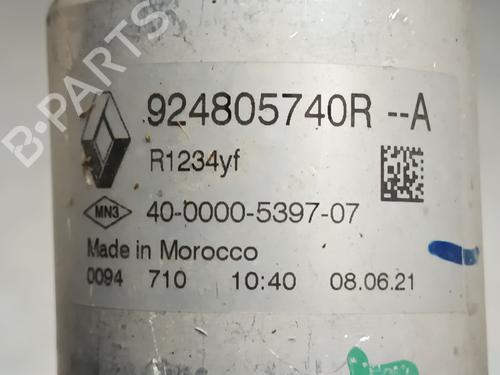 B-PARTS
924805740R --A
R1234yf
MN3 40-0000-5397-07
Made in Morocco
0094 710 10:40 08.06.21